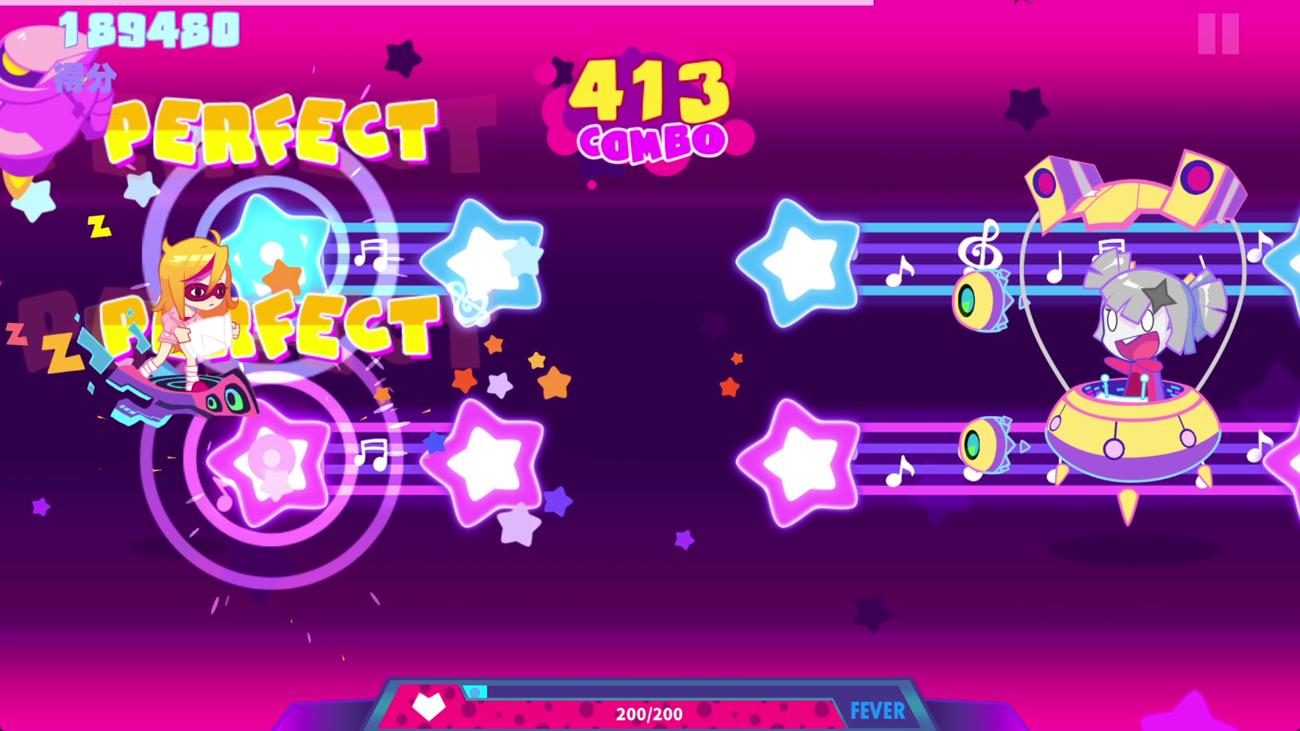 189480
得分
413
COMBO
PERFECT
Z
PERFECT
Z
Z
200/200
FEVER